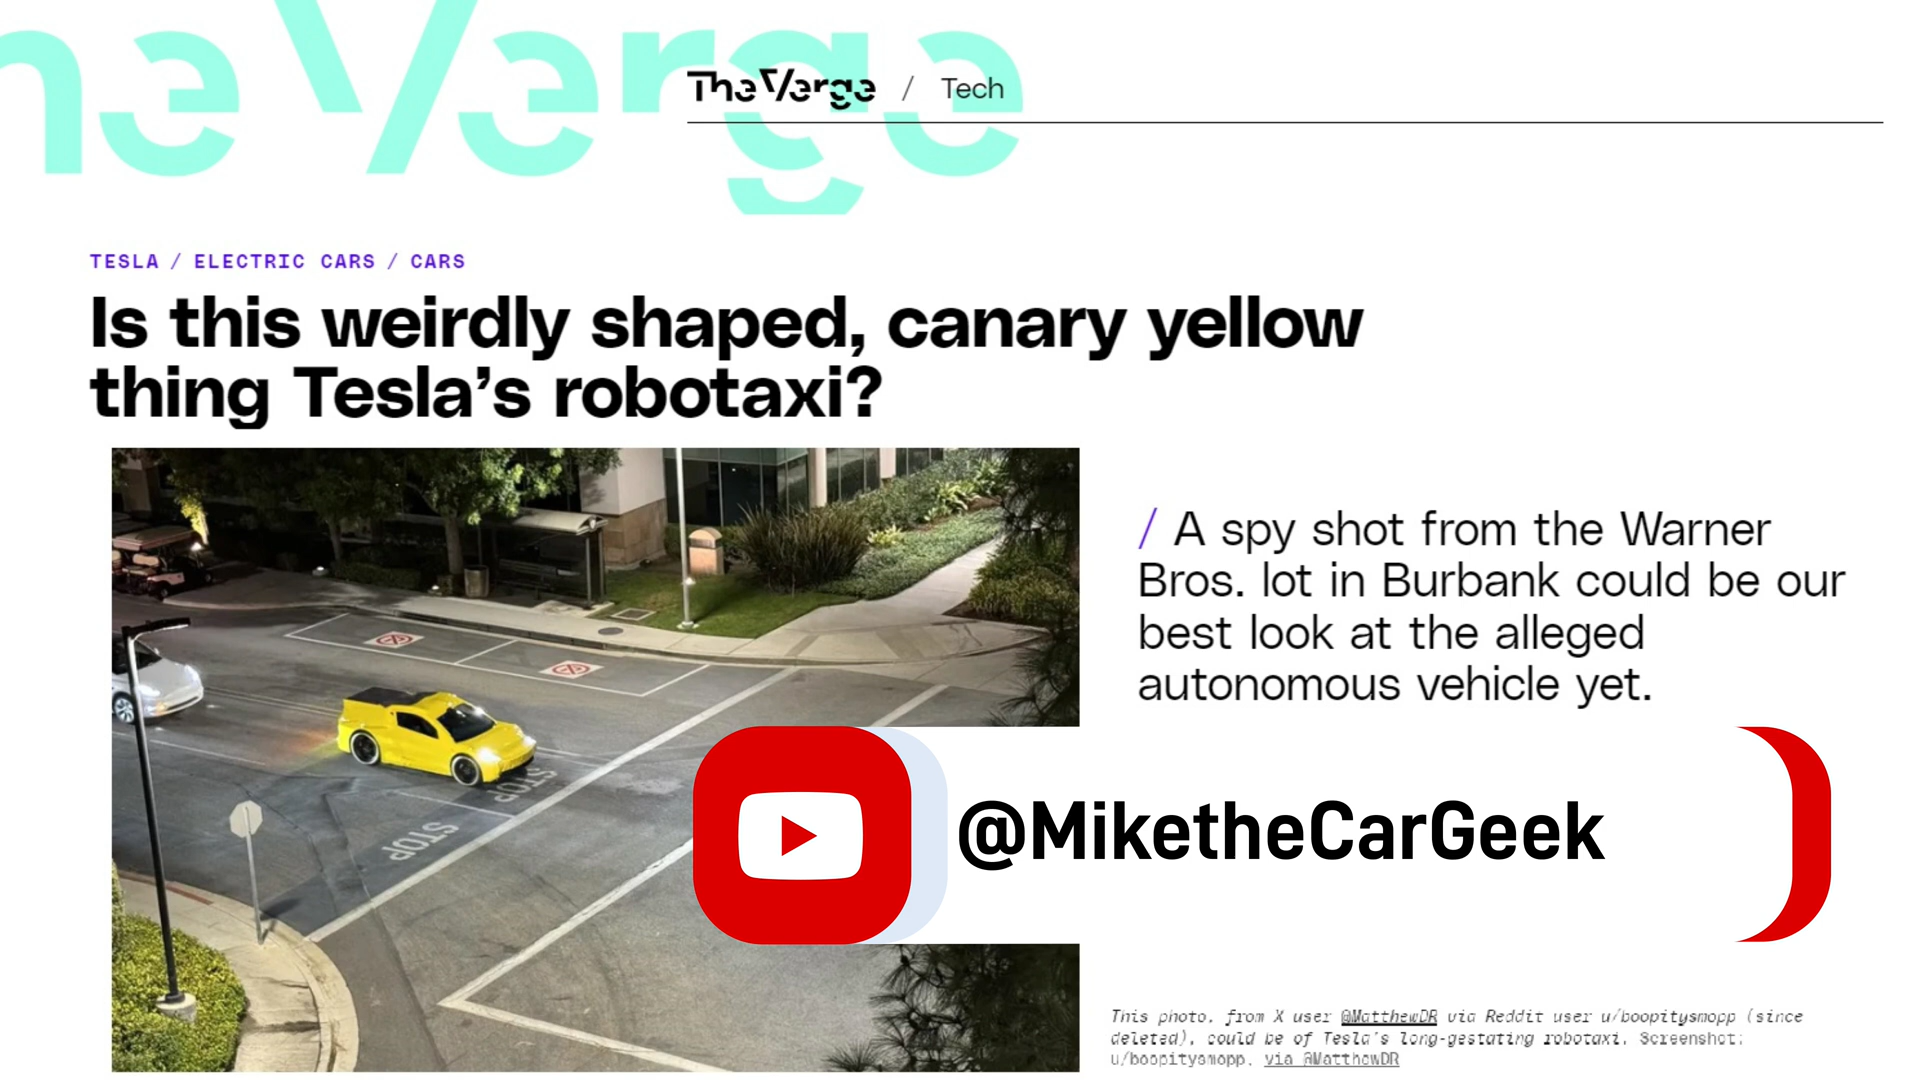 The Verge
The Verge / Tech
TESLA / ELECTRIC CARS / CARS
Is this weirdly shaped, canary yellow
thing Tesla’s robotaxi?
/ A spy shot from the Warner
Bros. lot in Burbank could be our
best look at the alleged
autonomous vehicle yet.
STOP
STOP
@MiketheCarGeek
This photo, from X user @MatthewDR via Reddit user u/boopitysmopp (since
deleted), could be of Tesla’s long-gestating robotaxi. Screenshot:
u/boopitysmopp, via @MatthewDR